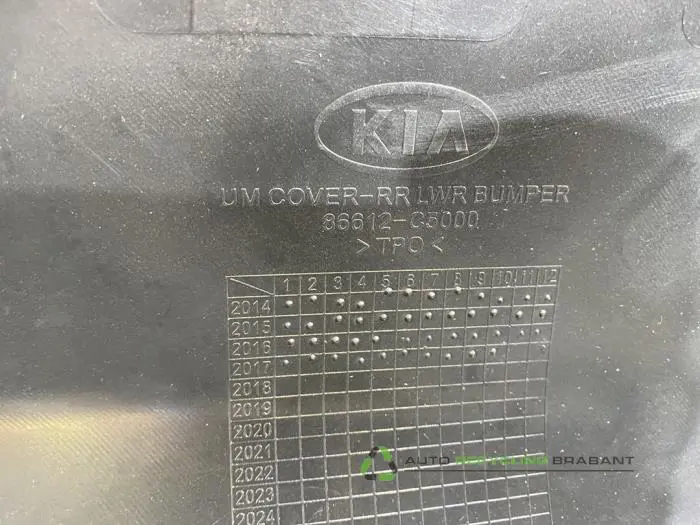 KIA
UM COVER-RR LWR BUMPER
86612-C5000
>TPO<
1 2 3 4 5 6 7 8 9 10 11 12
2014
2015
2016
2017
2018
2019
2020
2021
2022
2023
2024
AUTO RECYCLING BRABANT